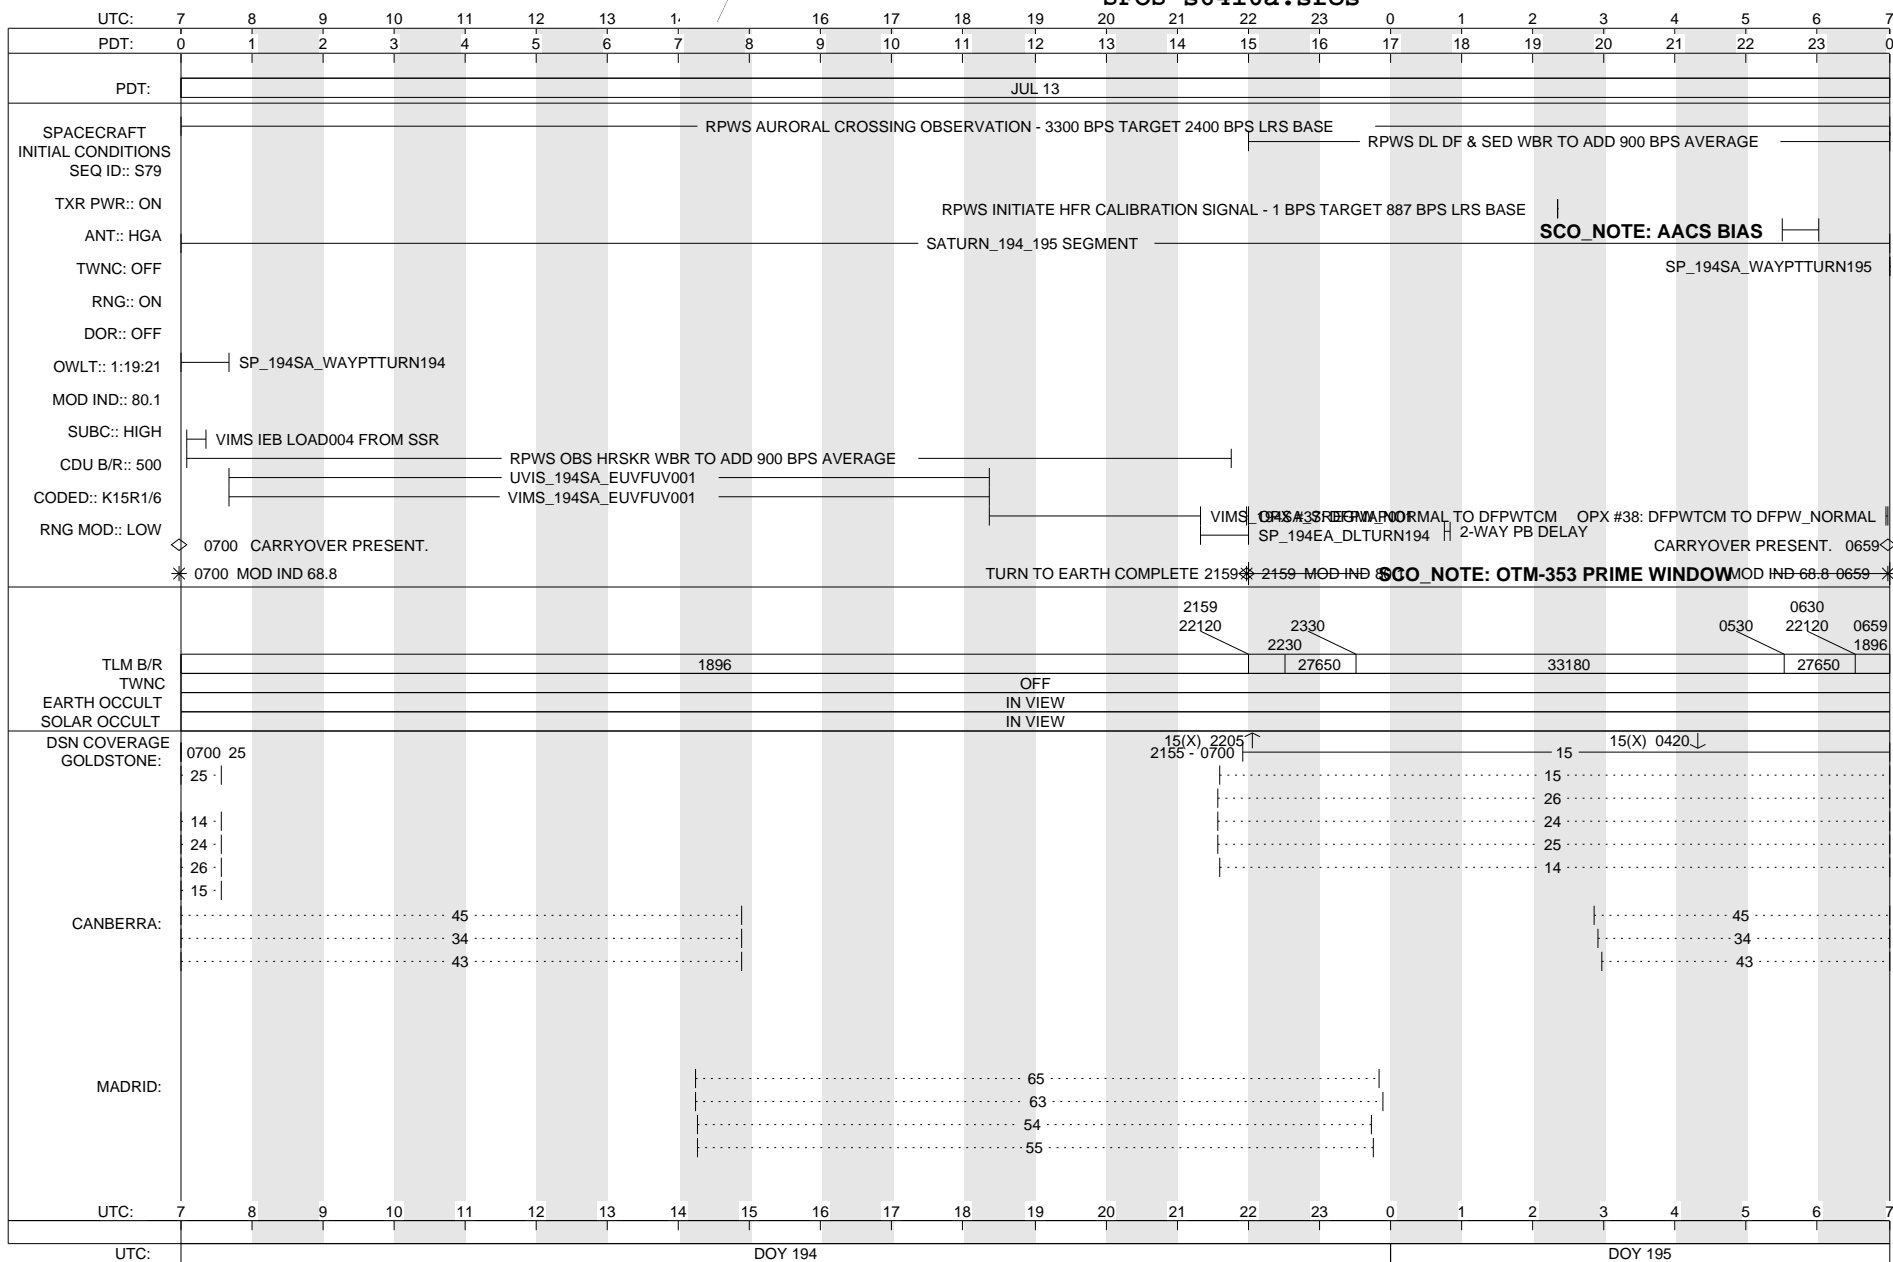 UTC: 7 8 9 10 11 12 13 16 17 18 19 20 21 22 23 0 1 2 3 4 5 6 7
PDT: 0 1 2 3 4 5 6 7 8 9 10 11 12 13 14 15 16 17 18 19 20 21 22 23 0
PDT: JUL 13
RPWS AURORAL CROSSING OBSERVATION - 3300 BPS TARGET 2400 BPS LRS BASE
SPACECRAFT
INITIAL CONDITIONS
RPWS DL DF & SED WBR TO ADD 900 BPS AVERAGE
SEQ ID:: S79
TXR PWR:: ON
RPWS INITIATE HFR CALIBRATION SIGNAL - 1 BPS TARGET 887 BPS LRS BASE
ANT:: HGA
SCO_NOTE: AACS BIAS
SATURN_194_195 SEGMENT
TWNC: OFF
SP_194SA_WAYPTTURN195
RNG:: ON
DOR:: OFF
OWLT:: 1:19:21
SP_194SA_WAYPTTURN194
MOD IND:: 80.1
SUBC:: HIGH
VIMS IEB LOAD004 FROM SSR
CDU B/R:: 500
RPWS OBS HRSKR WBR TO ADD 900 BPS AVERAGE
UVIS_194SA_EUVFUV001
CODED:: K15R1/6
VIMS_194SA_EUVFUV001
RNG MOD:: LOW
NORMAL TO DFPWTCM OPX #38: DFPWTCM TO DFPW_NORMAL
SP_194EA_DLTURN194 2-WAY PB DELAY
0700 CARRYOVER PRESENT. CARRYOVER PRESENT. 0659
0700 MOD IND 68.8 TURN TO EARTH COMPLETE 2159 2159 MOD IND SCO_NOTE: OTM-353 PRIME WINDOW MOD IND 68.8 0659
2159 0630
22120 2330 0530 22120 0659
2230 1896
TLM B/R 1896 27650 33180 27650
TWNC OFF
EARTH OCCULT IN VIEW
SOLAR OCCULT IN VIEW
DSN COVERAGE 15(X) 2205 15(X) 0420
GOLDSTONE: 0700 25 2155 - 0700 15
25 15
26
14 24
24 25
26 14
15
CANBERRA: 45 45
34 34
43 43
MADRID: 65
63
54
55
UTC: 7 8 9 10 11 12 13 14 15 16 17 18 19 20 21 22 23 0 1 2 3 4 5 6 7
UTC: DOY 194 DOY 195